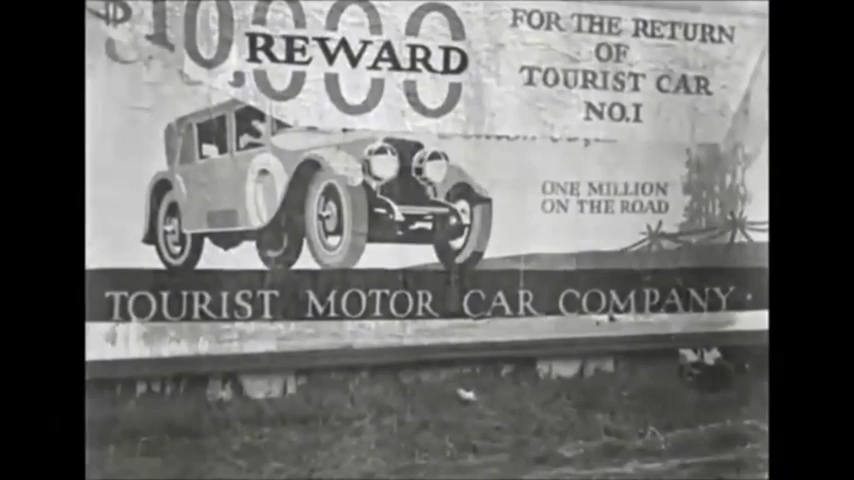 $10,000
REWARD
FOR THE RETURN
OF
TOURIST CAR
NO.1
ONE MILLION
ON THE ROAD
TOURIST MOTOR CAR COMPANY.